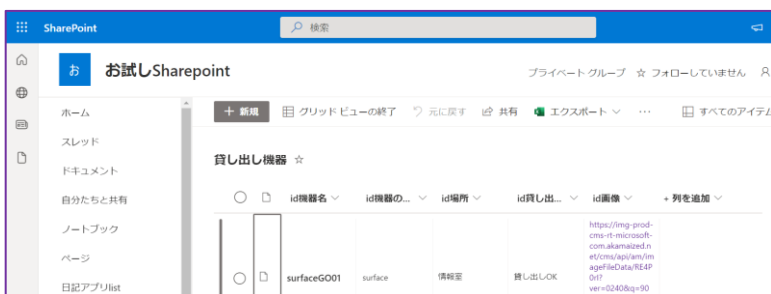 SharePoint
検索
お
お試しSharepoint
プライベート グループ ☆ フォローしていません
ホーム
スレッド
ドキュメント
自分たちと共有
ノートブック
ページ
日記アプリlist
+ 新規
グリッド ビューの終了
元に戻す
共有
エクスポート
…
すべてのアイテム
貸し出し機器 ☆
id機器名
id機器の...
id場所
id貸し出...
id画像
+ 列を追加
surfaceGO01
surface
情報室
貸し出しOK
https://img-prod-
cms-rt-microsoft-
com.akamaized.n
et/cms/api/am/im
ageFileData/RE4P
0rI?
ver=0240&q=90